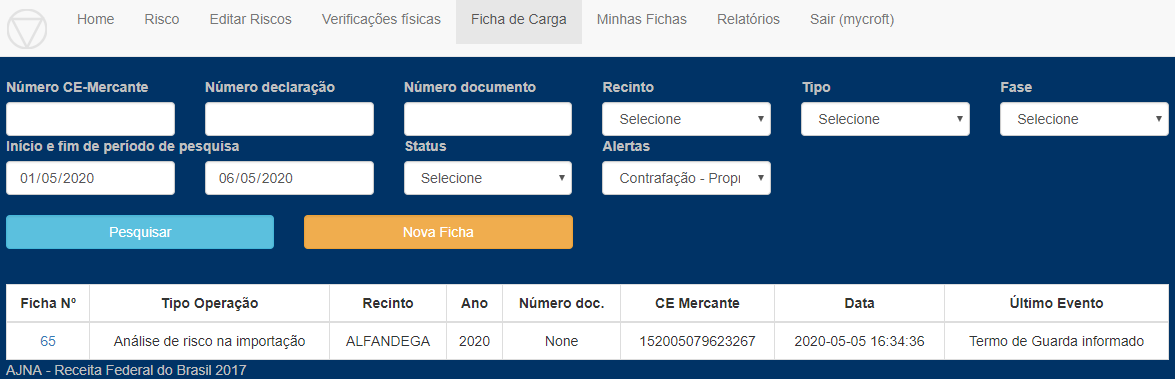 Home Risco Editar Riscos Verificações físicas Ficha de Carga Minhas Fichas Relatórios Sair (mycroft)
Número CE-Mercante Número declaração Número documento Recinto Tipo Fase
Selecione Selecione Selecione
Início e fim de período de pesquisa Status Alertas
01/05/2020 06/05/2020 Selecione Contrafação - Propr
Pesquisar Nova Ficha
Ficha Nº Tipo Operação Recinto Ano Número doc. CE Mercante Data Último Evento
65 Análise de risco na importação ALFANDEGA 2020 None 152005079623267 2020-05-05 16:34:36 Termo de Guarda informado
AJNA - Receita Federal do Brasil 2017